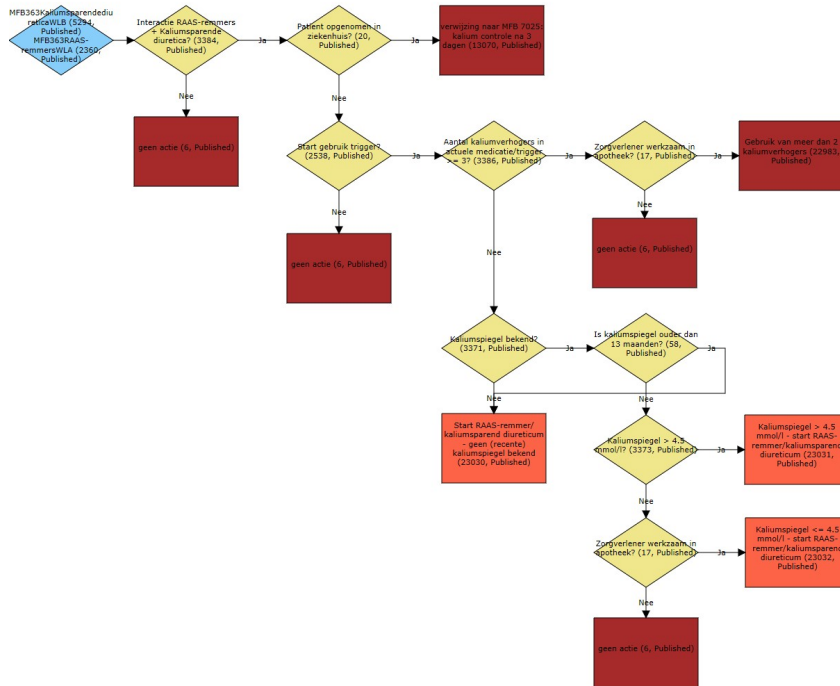 MFB363Kaliumsparendediu
reticaWLB (5294,
Published)
MFB363RAAS-
remmersWLA (2360,
Published)
Interactie RAAS-remmers
+ Kaliumsparende
diuretica? (3384,
Published)
Ja
Patient opgenomen in
ziekenhuis? (20,
Published)
Ja
verwijzing naar MFB 7025:
kalium controle na 3
dagen (13070, Published)
Nee
Nee
geen actie (6, Published)
Start gebruik trigger?
(2538, Published)
Ja
Aantal kaliumverhogers in
actuele medicatie/trigger
>= 3? (3386, Published)
Ja
Zorgverlener werkzaam in
apotheek? (17, Published)
Ja
Gebruik van meer dan 2
kaliumverhogers (22983,
Published)
Nee
Nee
Nee
geen actie (6, Published)
geen actie (6, Published)
Kaliumspiegel bekend?
(3371, Published)
Ja
Is kaliumspiegel ouder dan
13 maanden? (58,
Published)
Ja
Nee
Nee
Start RAAS-remmer/
kaliumsparend diureticum
- geen (recente)
kaliumspiegel bekend
(23030, Published)
Kaliumspiegel > 4.5
mmol/l? (3373, Published)
Ja
Kaliumspiegel > 4.5
mmol/l - start RAAS-
remmer/kaliumsparend
diureticum (23031,
Published)
Nee
Zorgverlener werkzaam in
apotheek? (17, Published)
Ja
Kaliumspiegel <= 4.5
mmol/l - start RAAS-
remmer/kaliumsparend
diureticum (23032,
Published)
Nee
geen actie (6, Published)